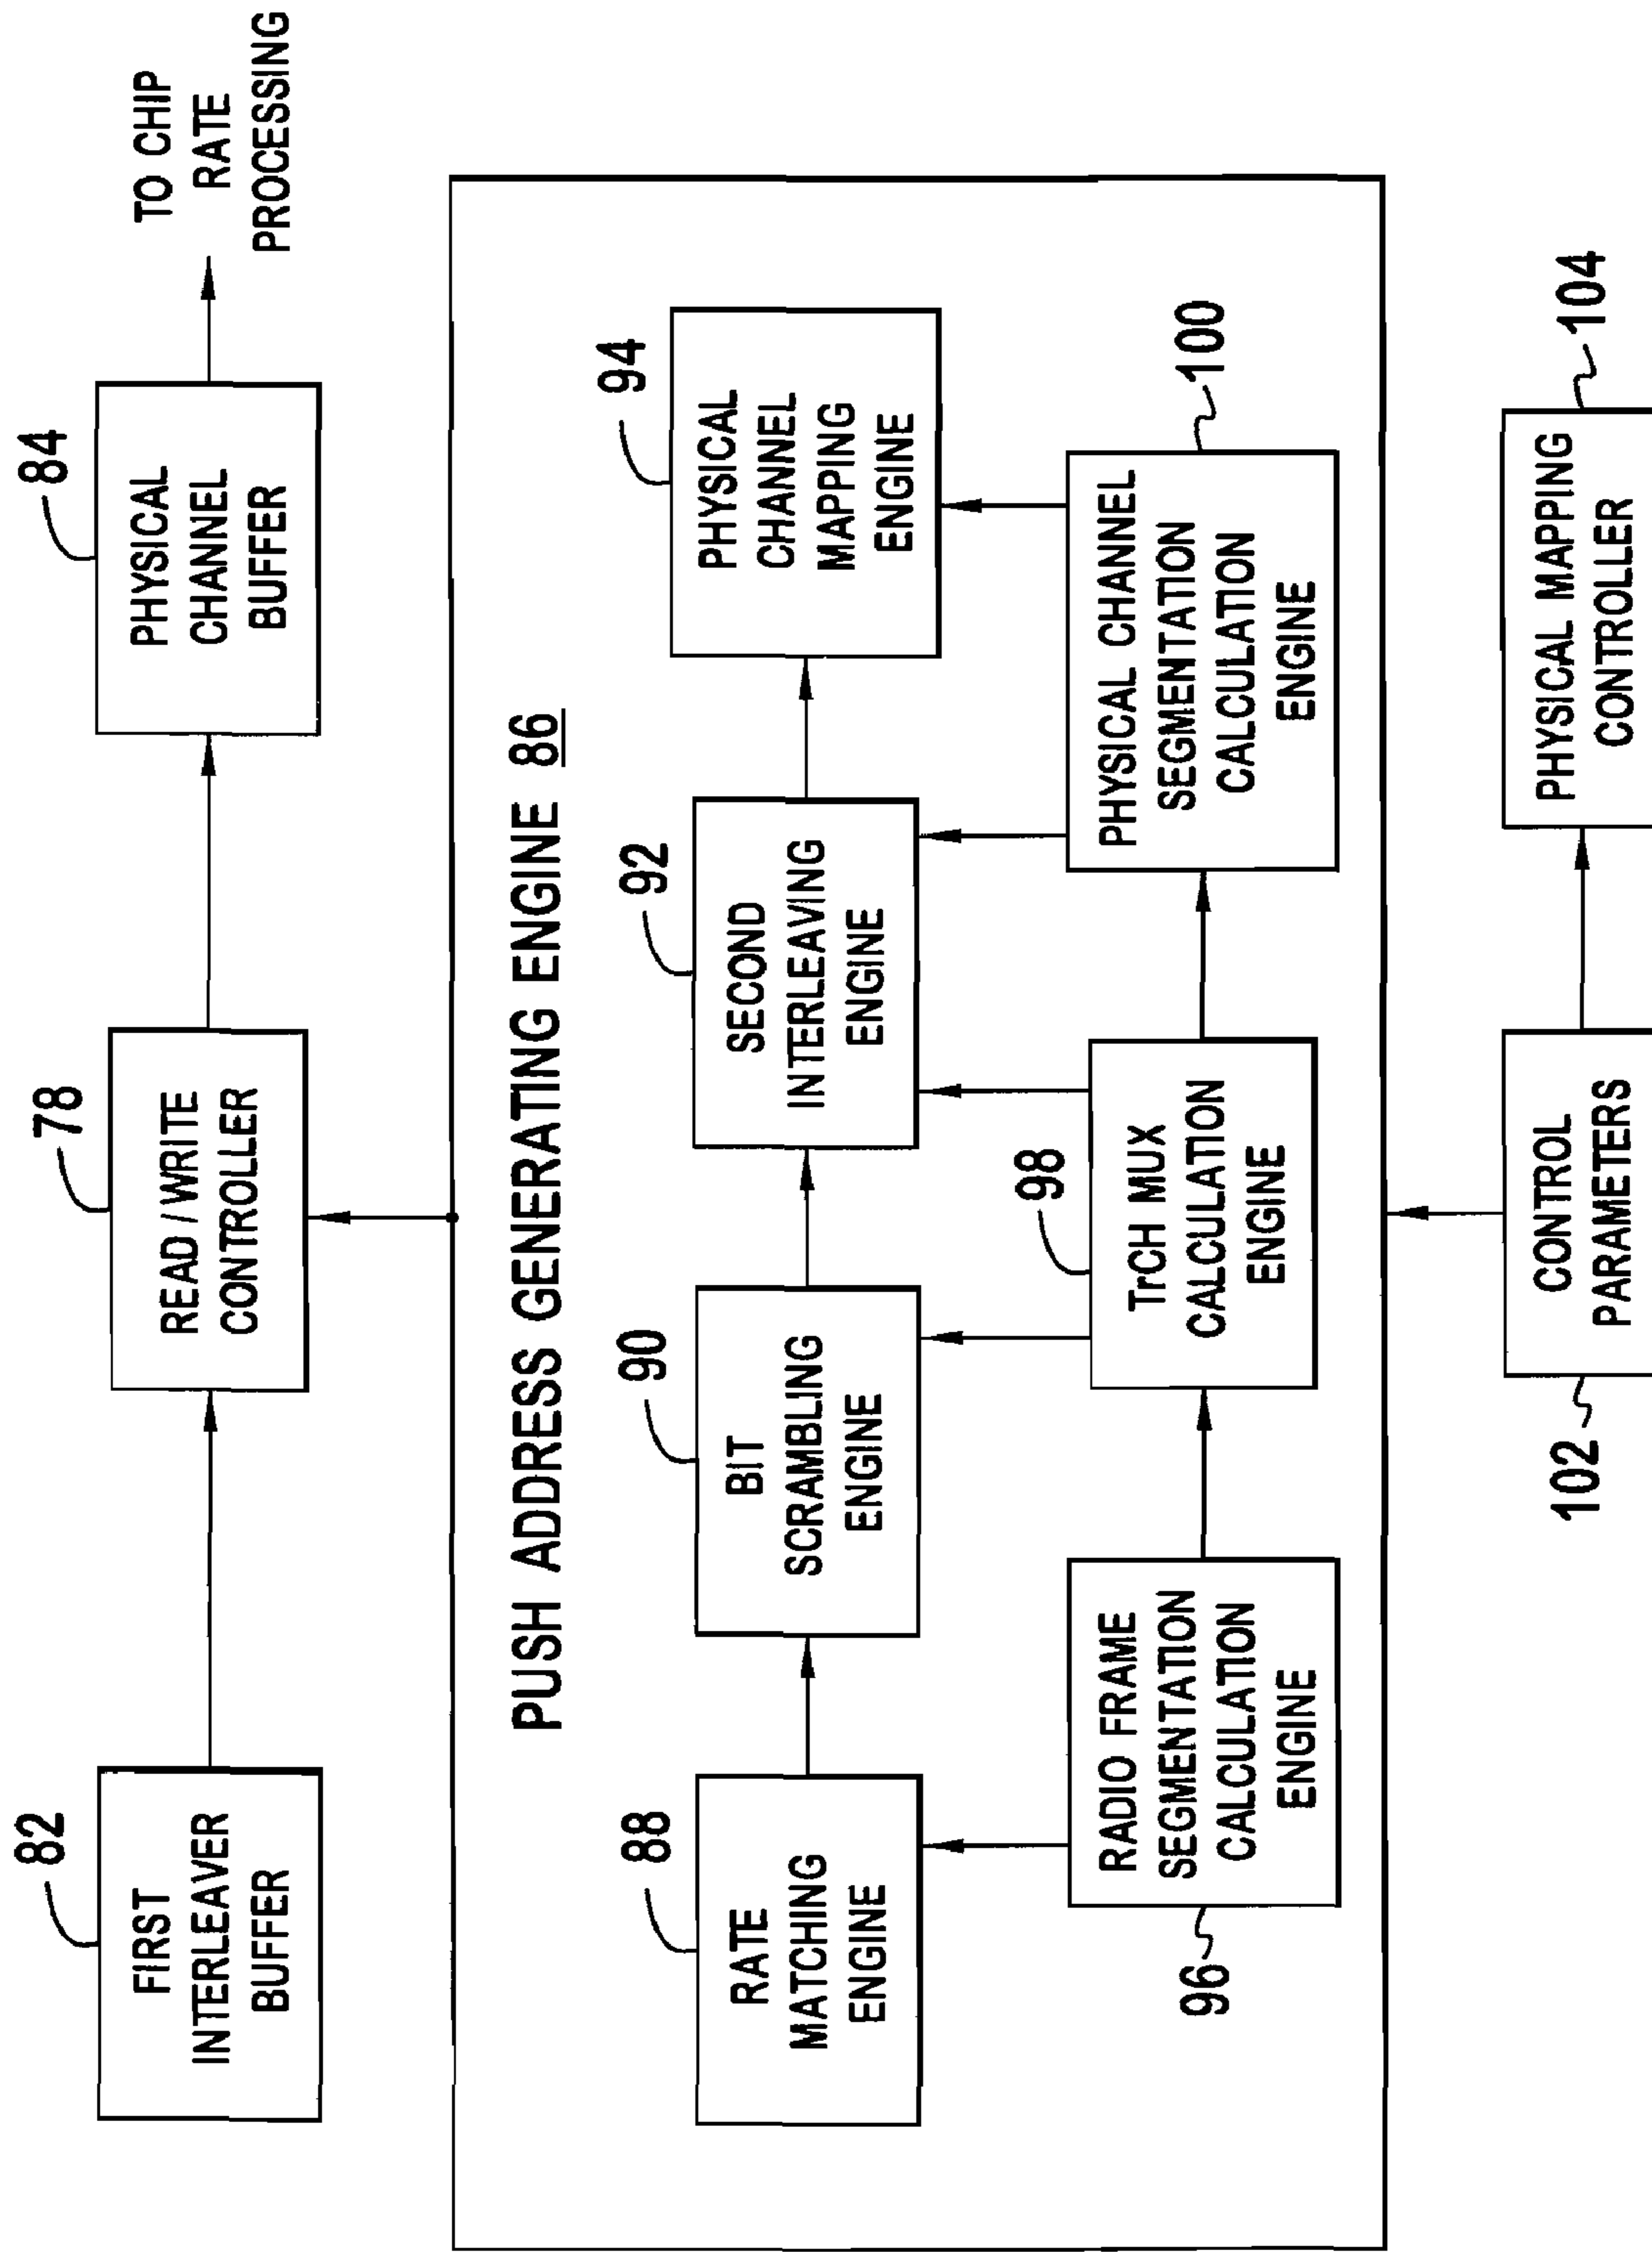 82
FIRST
INTERLEAVER
BUFFER
78
READ/WRITE
CONTROLLER
84
PHYSICAL
CHANNEL
BUFFER
TO CHIP
RATE
PROCESSING
PUSH ADDRESS GENERATING ENGINE 86
88
RATE
MATCHING
ENGINE
90
BIT
SCRAMBLING
ENGINE
92
SECOND
INTERLEAVING
ENGINE
94
PHYSICAL
CHANNEL
MAPPING
ENGINE
96
RADIO FRAME
SEGMENTATION
CALCULATION
ENGINE
98
TrCH MUX
CALCULATION
ENGINE
100
PHYSICAL CHANNEL
SEGMENTATION
CALCULATION
ENGINE
102
CONTROL
PARAMETERS
104
PHYSICAL MAPPING
CONTROLLER